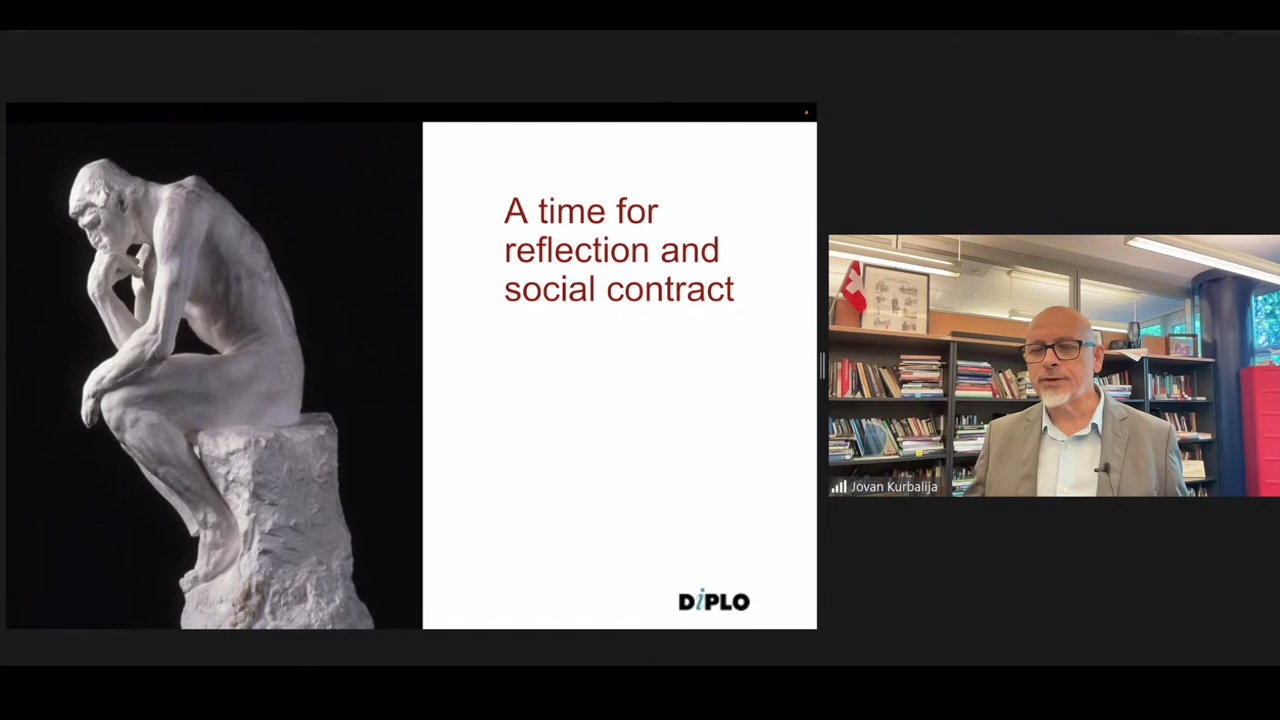 A time for
reflection and
social contract
DiPLO
Jovan Kurbalija